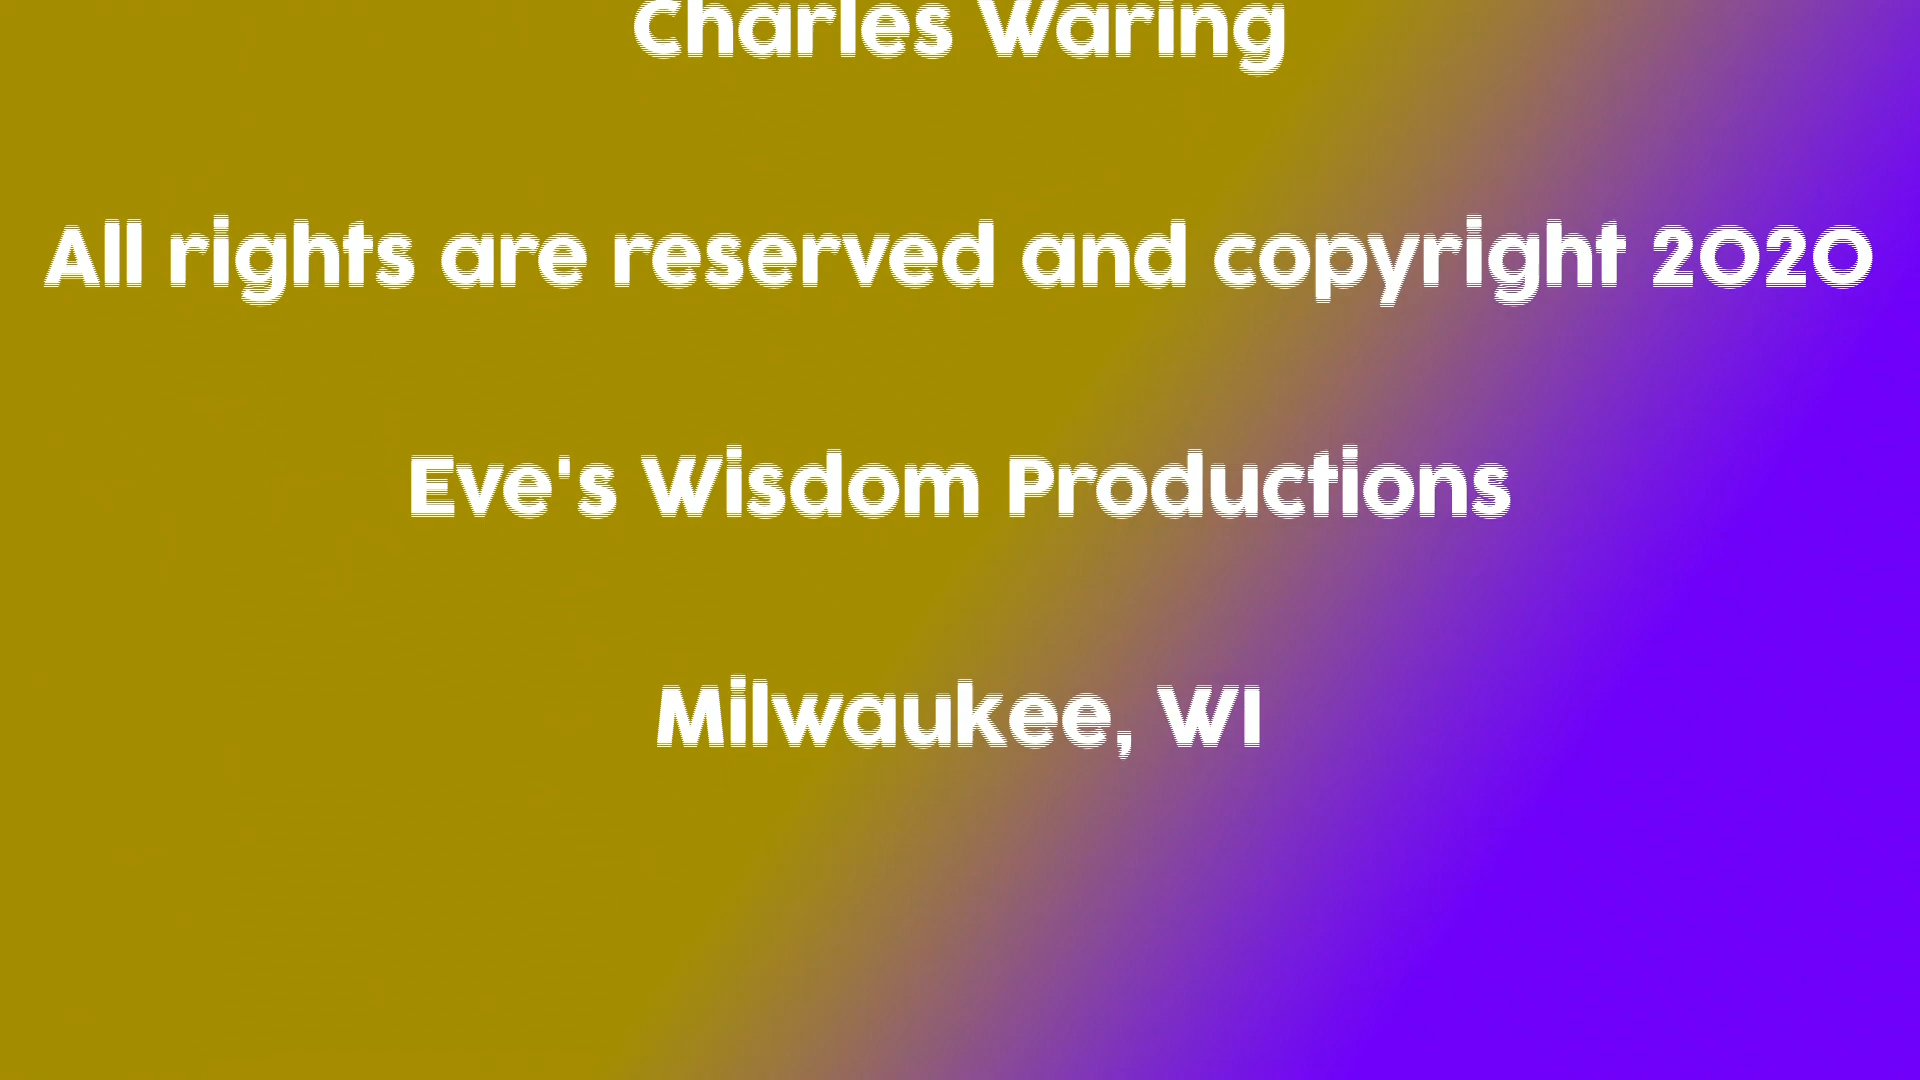 Charles Waring
All rights are reserved and copyright 2020
Eve's Wisdom Productions
Milwaukee, WI